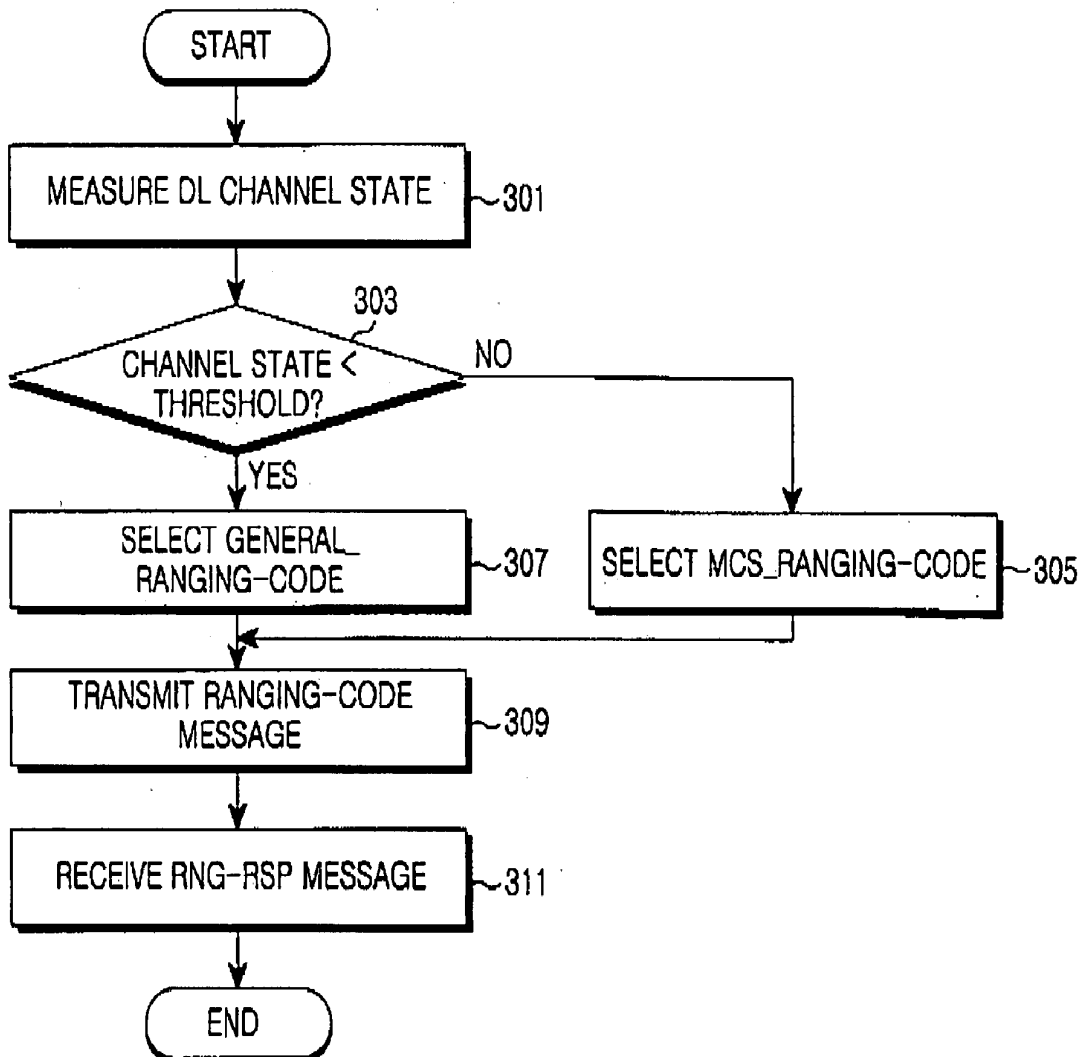 START
MEASURE DL CHANNEL STATE
301
303
CHANNEL STATE <
THRESHOLD?
NO
YES
SELECT GENERAL_
RANGING-CODE
307
SELECT MCS_RANGING-CODE
305
TRANSMIT RANGING-CODE
MESSAGE
309
RECEIVE RNG-RSP MESSAGE
311
END